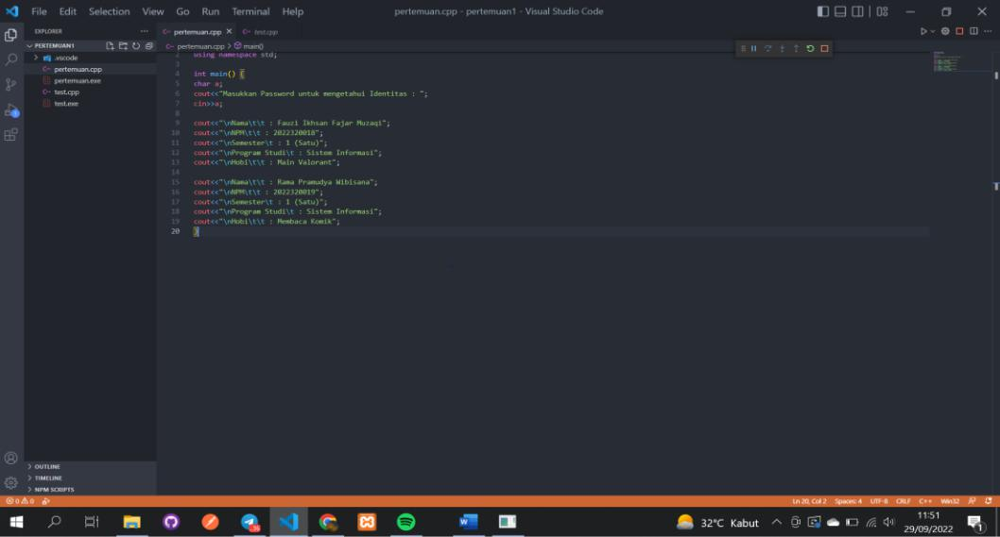 File Edit Selection View Go Run Terminal Help
pertemuan.cpp - pertemuan1 - Visual Studio Code
EXPLORER
pertemuan.cpp
test.cpp
PERTEMUAN1
pertemuan.cpp > main()
.vscode
pertemuan.cpp
pertemuan.exe
test.cpp
test.exe
2 using namespace std;
3
4 int main() {
5 char a;
6 cout<<"Masukkan Password untuk mengetahui Identitas : ";
7 cin>>a;
8
9 cout<<"\nNama\t\t : Fauzi Ikhsan Fajar Muzaqi";
10 cout<<"\nNPM\t\t : 2022320018";
11 cout<<"\nSemester\t : 1 (Satu)";
12 cout<<"\nProgram Studi\t : Sistem Informasi";
13 cout<<"\nHobi\t\t : Main Valorant";
14
15 cout<<"\nNama\t\t : Rama Pramudya Wibisana";
16 cout<<"\nNPM\t\t : 2022320019";
17 cout<<"\nSemester\t : 1 (Satu)";
18 cout<<"\nProgram Studi\t : Sistem Informasi";
19 cout<<"\nHobi\t\t : Membaca Komik";
20 }
OUTLINE
TIMELINE
NPM SCRIPTS
0 0
Ln 20, Col 2 Spaces: 4 UTF-8 CRLF C++ Win32
32°C Kabut
11:51
29/09/2022